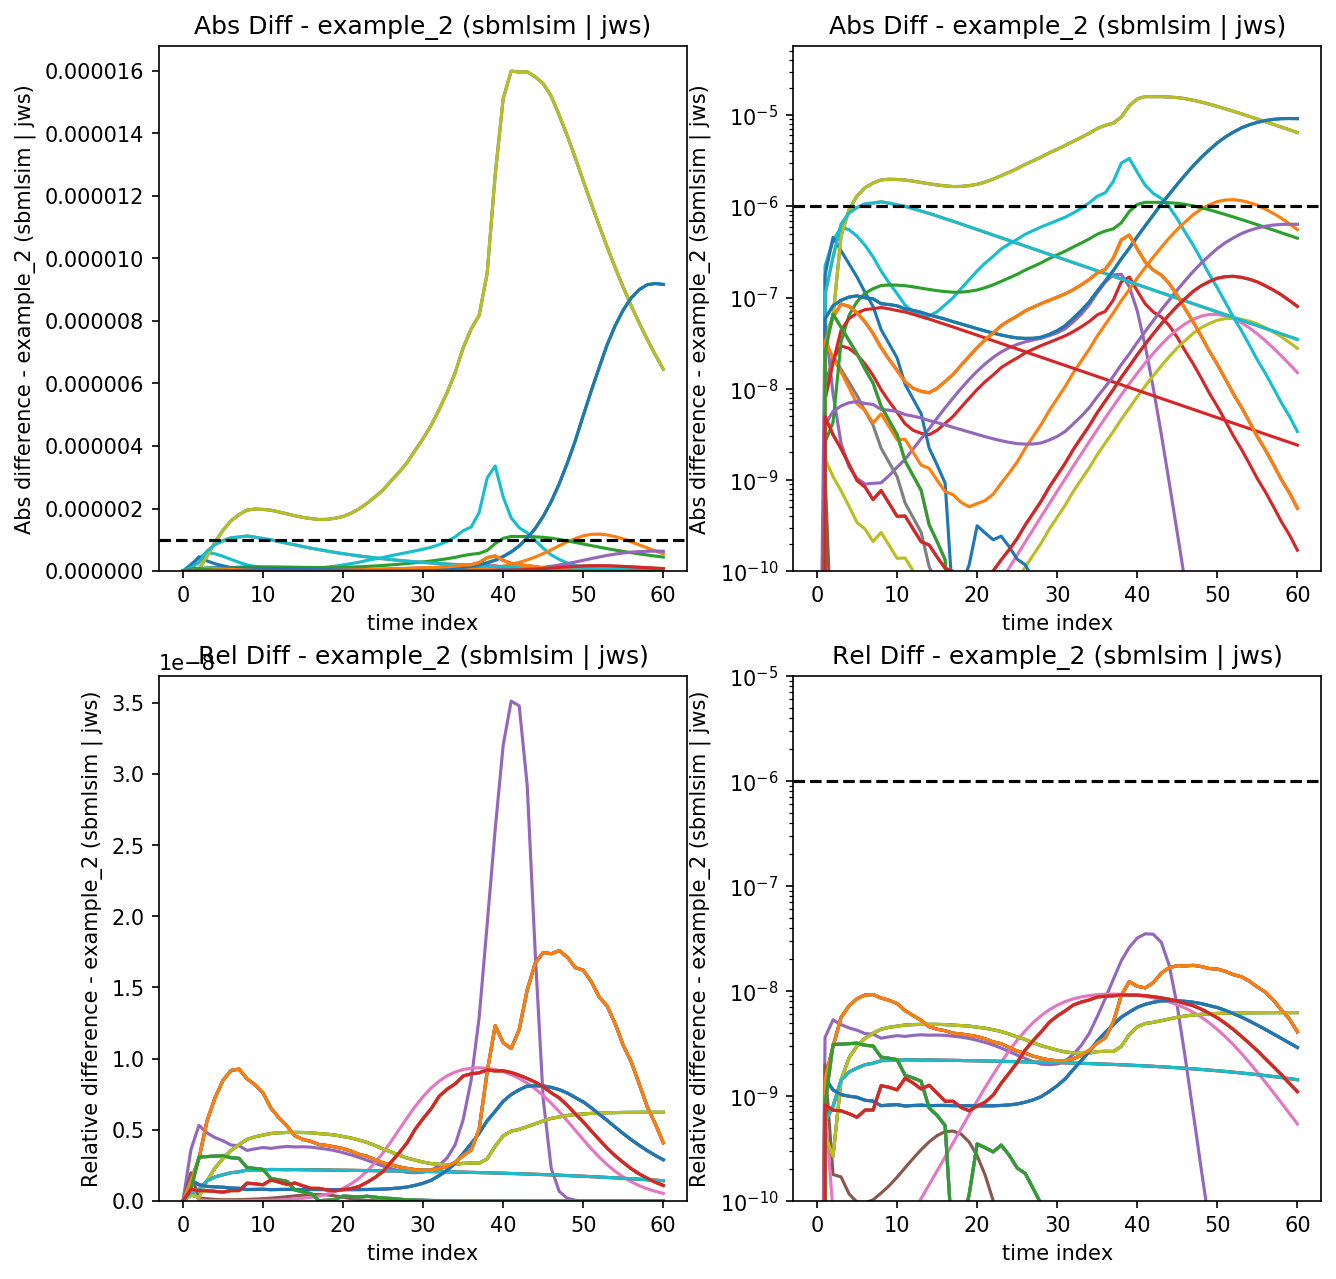 Abs Diff - example_2 (sbmlsim | jws)
Abs difference - example_2 (sbmlsim | jws)
0.000016
0.000014
0.000012
0.000010
0.000008
0.000006
0.000004
0.000002
0.000000
0 10 20 30 40 50 60
time index
Abs Diff - example_2 (sbmlsim | jws)
Abs difference - example_2 (sbmlsim | jws)
10⁻⁵
10⁻⁶
10⁻⁷
10⁻⁸
10⁻⁹
10⁻¹⁰
0 10 20 30 40 50 60
time index
Rel Diff - example_2 (sbmlsim | jws)
1e−8
Relative difference - example_2 (sbmlsim | jws)
3.5
3.0
2.5
2.0
1.5
1.0
0.5
0.0
0 10 20 30 40 50 60
time index
Rel Diff - example_2 (sbmlsim | jws)
Relative difference - example_2 (sbmlsim | jws)
10⁻⁵
10⁻⁶
10⁻⁷
10⁻⁸
10⁻⁹
10⁻¹⁰
0 10 20 30 40 50 60
time index